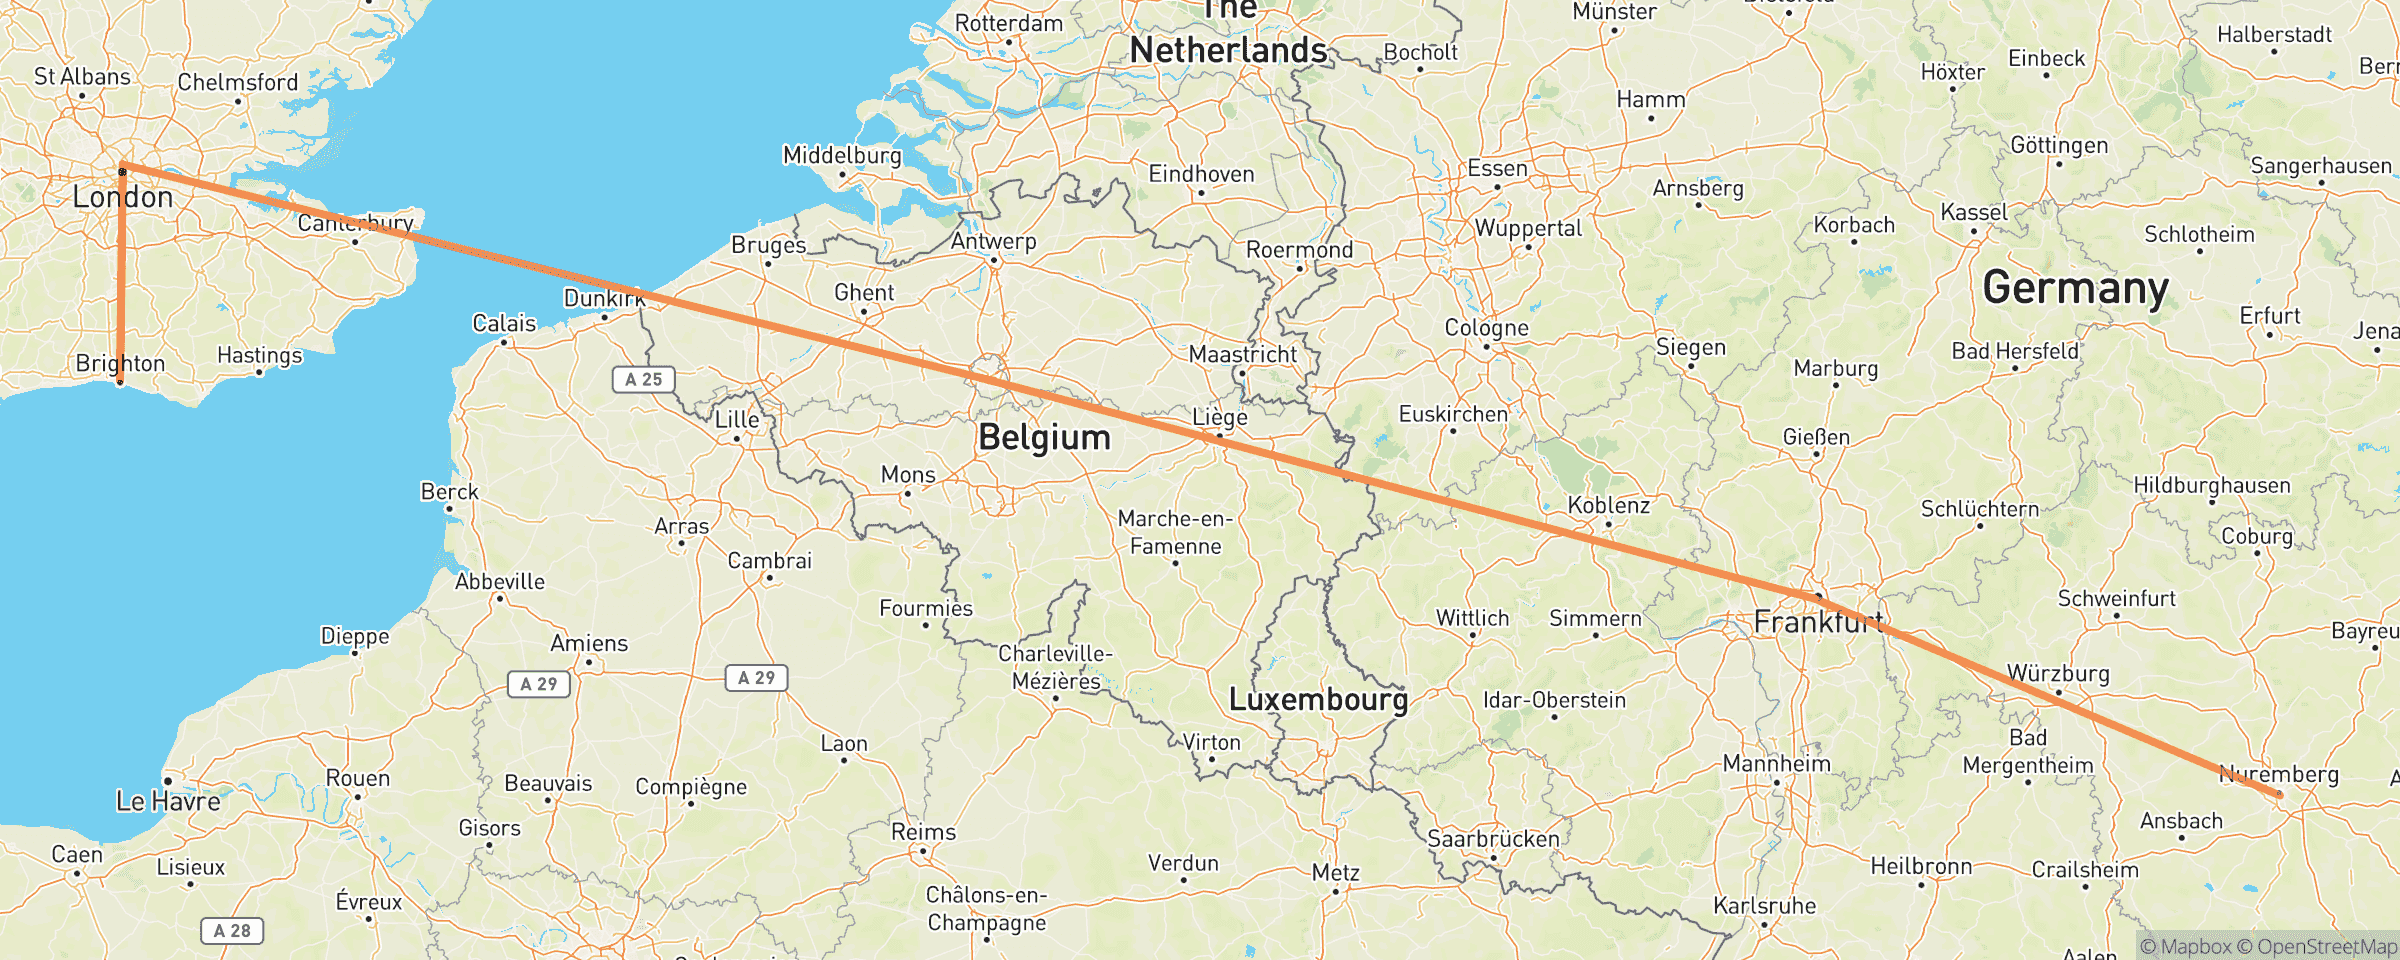 The
Netherlands
Rotterdam
Münster
Bocholt
Halberstadt
Einbeck
Höxter
St Albans
Chelmsford
Hamm
Göttingen
Middelburg
Eindhoven
Essen
Arnsberg
Sangerhausen
London
Canterbury
Kassel
Korbach
Wuppertal
Schlotheim
Bruges
Antwerp
Roermond
Germany
Dunkirk
Ghent
Calais
Cologne
Erfurt
Jena
Brighton
Hastings
Maastricht
Siegen
Bad Hersfeld
Marburg
A 25
Lille
Liège
Euskirchen
Gießen
Belgium
Mons
Berck
Koblenz
Hildburghausen
Schlüchtern
Arras
Marche-en-
Famenne
Coburg
Cambrai
Abbeville
Fourmies
Wittlich
Simmern
Frankfurt
Schweinfurt
Bayreu
Dieppe
Amiens
Charleville-
Mézières
Würzburg
A 29
A 29
Luxembourg
Idar-Oberstein
Laon
Virton
Bad
Mergentheim
Mannheim
Nuremberg
Rouen
Beauvais
Compiègne
Le Havre
Gisors
Reims
Saarbrücken
Ansbach
Caen
Lisieux
Verdun
Metz
Heilbronn
Crailsheim
Évreux
Châlons-en-
Champagne
Karlsruhe
A 28
Aalen
© Mapbox © OpenStreetMap